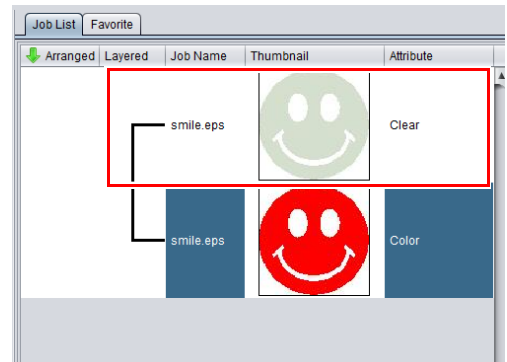 Job List Favorite
Arranged Layered Job Name Thumbnail Attribute
smile.eps Clear
smile.eps Color